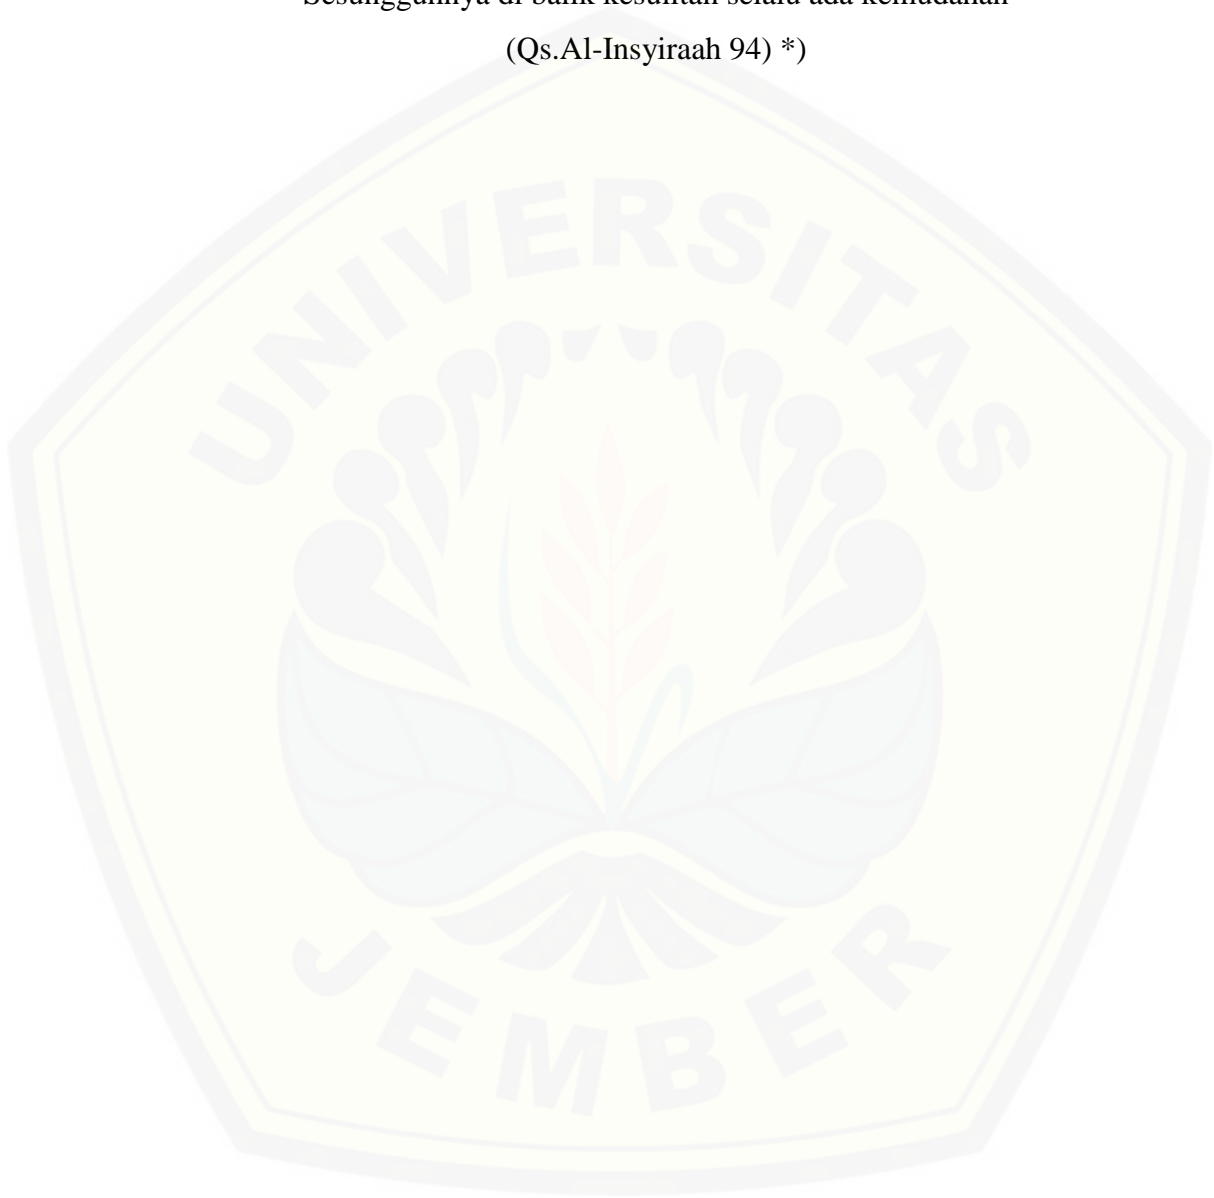 Sesungguhnya di balik kesulitan selalu ada kemudahan
(Qs.Al-Insyiraah 94) *)
UNIVERSITAS
JEMBER